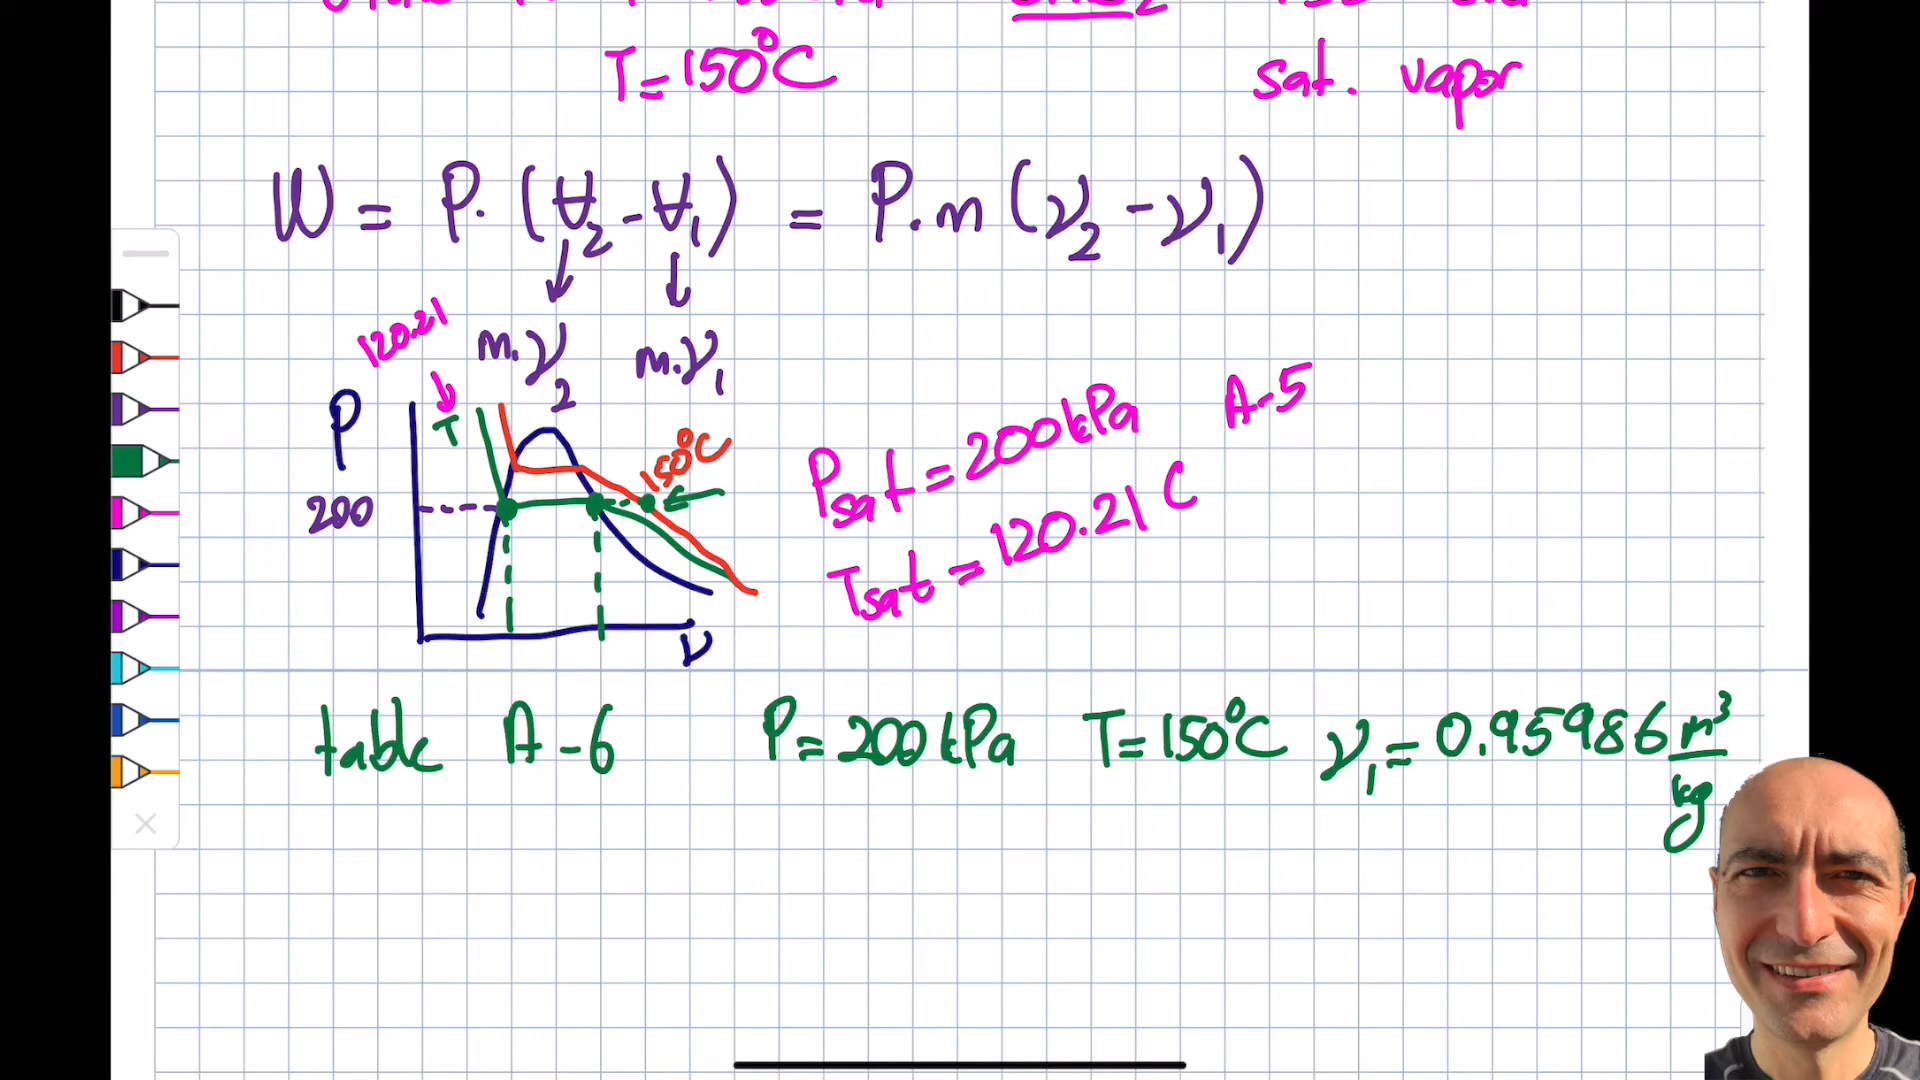 T = 150°C
sat. vapor
W = P. (V₂ - V₁) = P.m (ν₂ - ν₁)
m.ν₂ m.ν₁
120.21
P
T
150°C
200
ν
Psat = 200 kPa A-5
Tsat = 120.21 C
table A-6 P = 200 kPa T = 150°C ν₁ = 0.95986 m³/kg